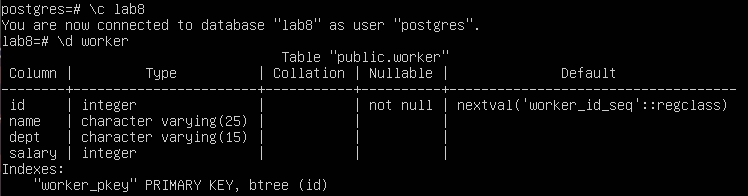 postgres=# \c lab8
You are now connected to database "lab8" as user "postgres".
lab8=# \d worker
Table "public.worker"
Column | Type | Collation | Nullable | Default
--------+-----------------------+-----------+----------+------------------------------------
id | integer | | not null | nextval('worker_id_seq'::regclass)
name | character varying(25) | | |
dept | character varying(15) | | |
salary | integer | | |
Indexes:
"worker_pkey" PRIMARY KEY, btree (id)